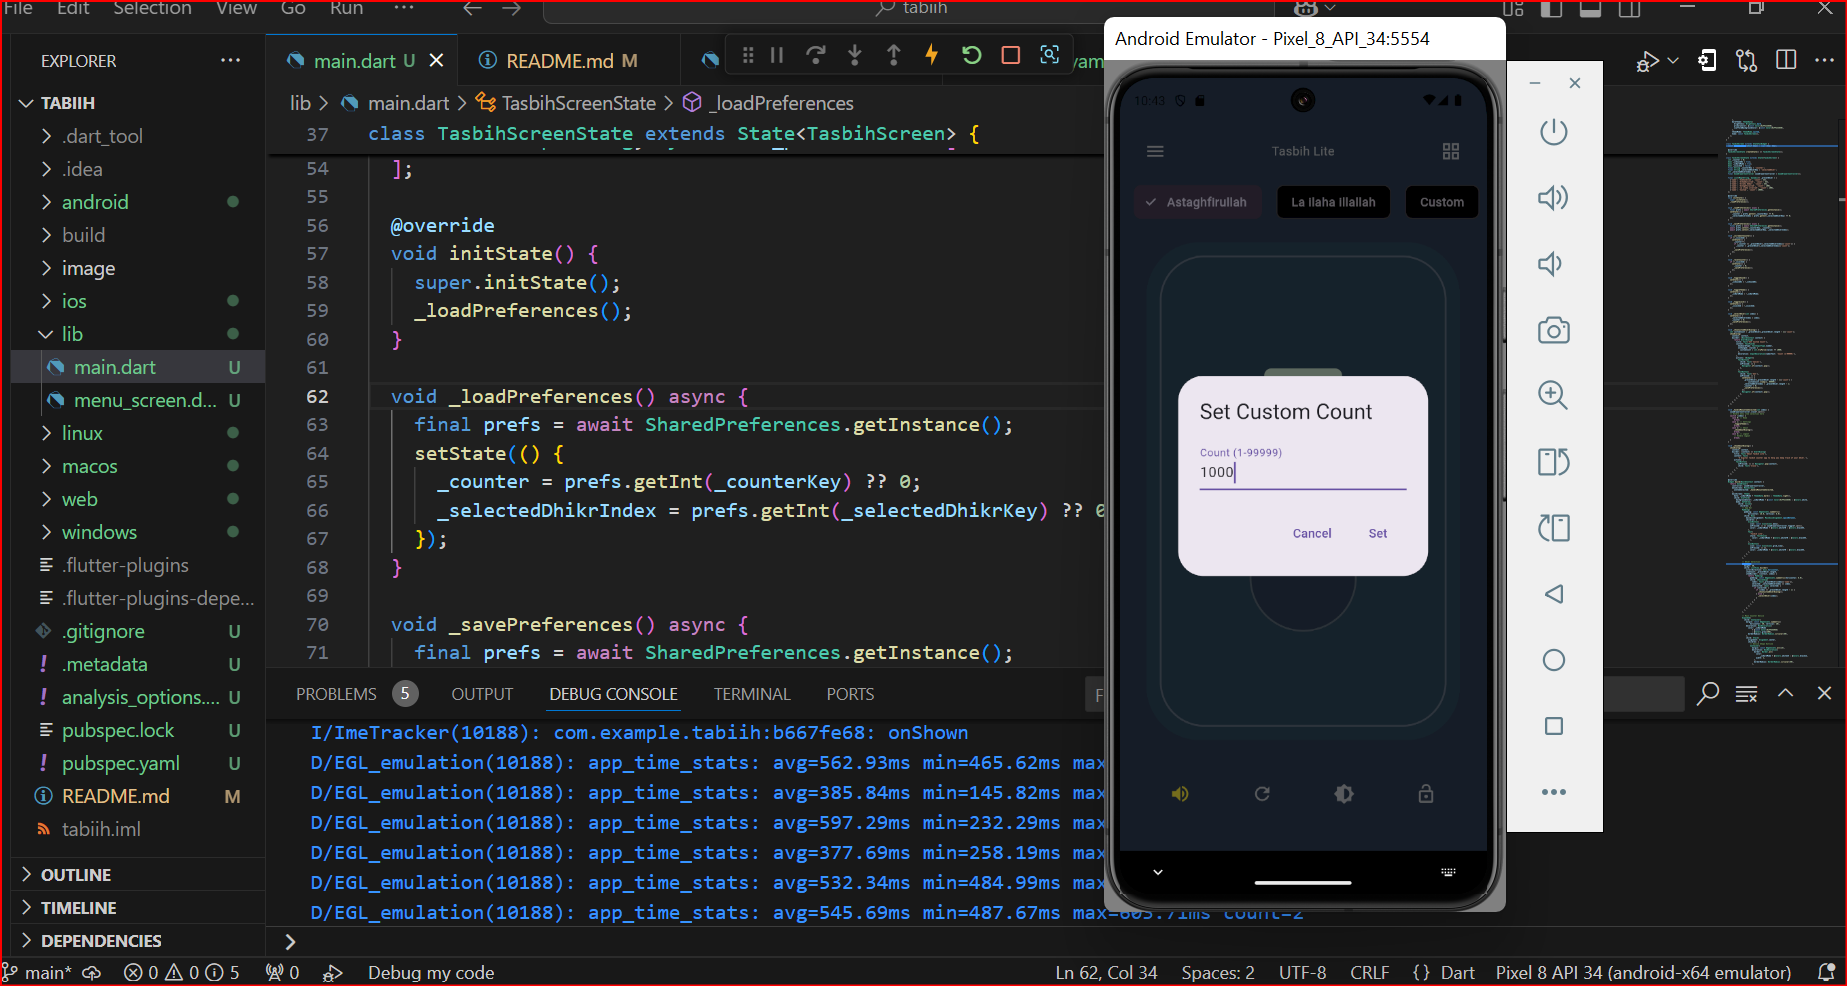 File Edit Selection View Go Run ··· tabiih
EXPLORER ···
TABIIH
.dart_tool
.idea
android
build
image
ios
lib
main.dart U
menu_screen.d... U
linux
macos
web
windows
.flutter-plugins
.flutter-plugins-depe...
.gitignore U
.metadata U
analysis_options.... U
pubspec.lock U
pubspec.yaml U
README.md M
tabiih.iml
OUTLINE
TIMELINE
DEPENDENCIES
main.dart U README.md M yam
lib > main.dart > TasbihScreenState > _loadPreferences
37 class TasbihScreenState extends State<TasbihScreen> {
54 ];
55
56 @override
57 void initState() {
58 super.initState();
59 _loadPreferences();
60 }
61
62 void _loadPreferences() async {
63 final prefs = await SharedPreferences.getInstance();
64 setState(() {
65 _counter = prefs.getInt(_counterKey) ?? 0;
66 _selectedDhikrIndex = prefs.getInt(_selectedDhikrKey) ?? 0
67 });
68 }
69
70 void _savePreferences() async {
71 final prefs = await SharedPreferences.getInstance();
PROBLEMS 5 OUTPUT DEBUG CONSOLE TERMINAL PORTS F
I/ImeTracker(10188): com.example.tabiih:b667fe68: onShown
D/EGL_emulation(10188): app_time_stats: avg=562.93ms min=465.62ms max
D/EGL_emulation(10188): app_time_stats: avg=385.84ms min=145.82ms max
D/EGL_emulation(10188): app_time_stats: avg=597.29ms min=232.29ms max
D/EGL_emulation(10188): app_time_stats: avg=377.69ms min=258.19ms max
D/EGL_emulation(10188): app_time_stats: avg=532.34ms min=484.99ms max
D/EGL_emulation(10188): app_time_stats: avg=545.69ms min=487.67ms max=603.71ms count=2
>
Android Emulator - Pixel_8_API_34:5554
10:43
Tasbih Lite
Astaghfirullah La ilaha illallah Custom
Set Custom Count
Count (1-99999)
1000
Cancel Set
main* 0 0 5 0 Debug my code Ln 62, Col 34 Spaces: 2 UTF-8 CRLF {} Dart Pixel 8 API 34 (android-x64 emulator)